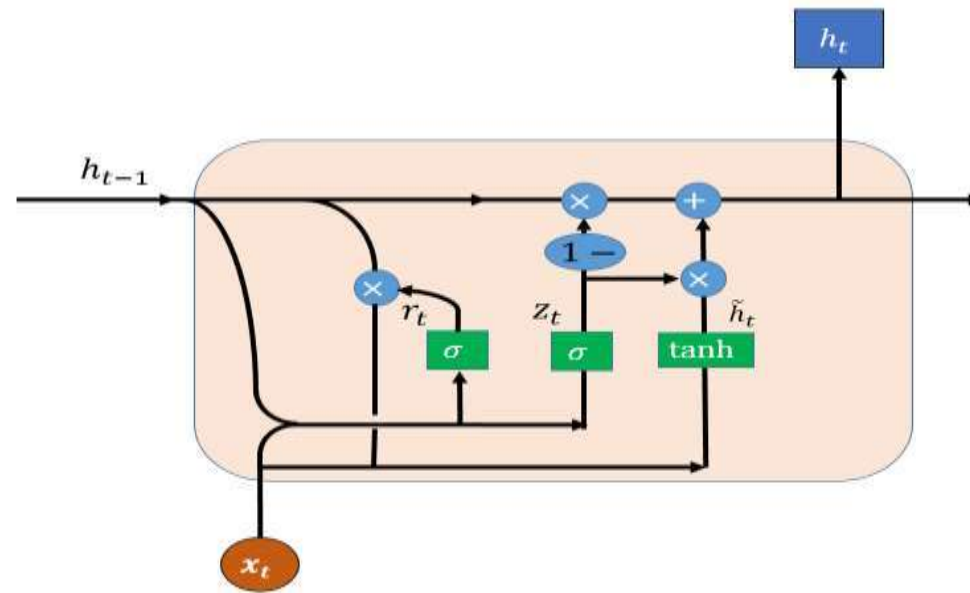 h_t
h_{t−1}
×
+
1 −
×
×
r_t
z_t
h̃_t
σ
σ
tanh
x_t